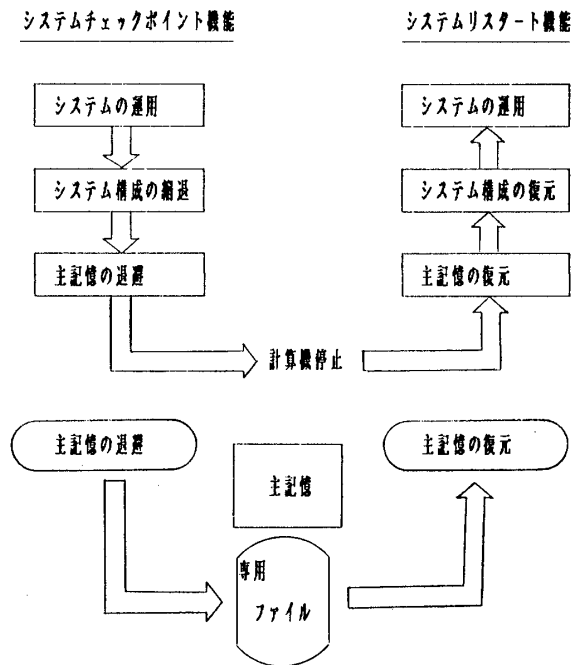 システムチェックポイント機能
システムリスタート機能
システムの運用
システムの運用
システム構成の縮退
システム構成の復元
主記憶の退避
主記憶の復元
計算機停止
主記憶の退避
主記憶の復元
主記憶
専用
ファイル